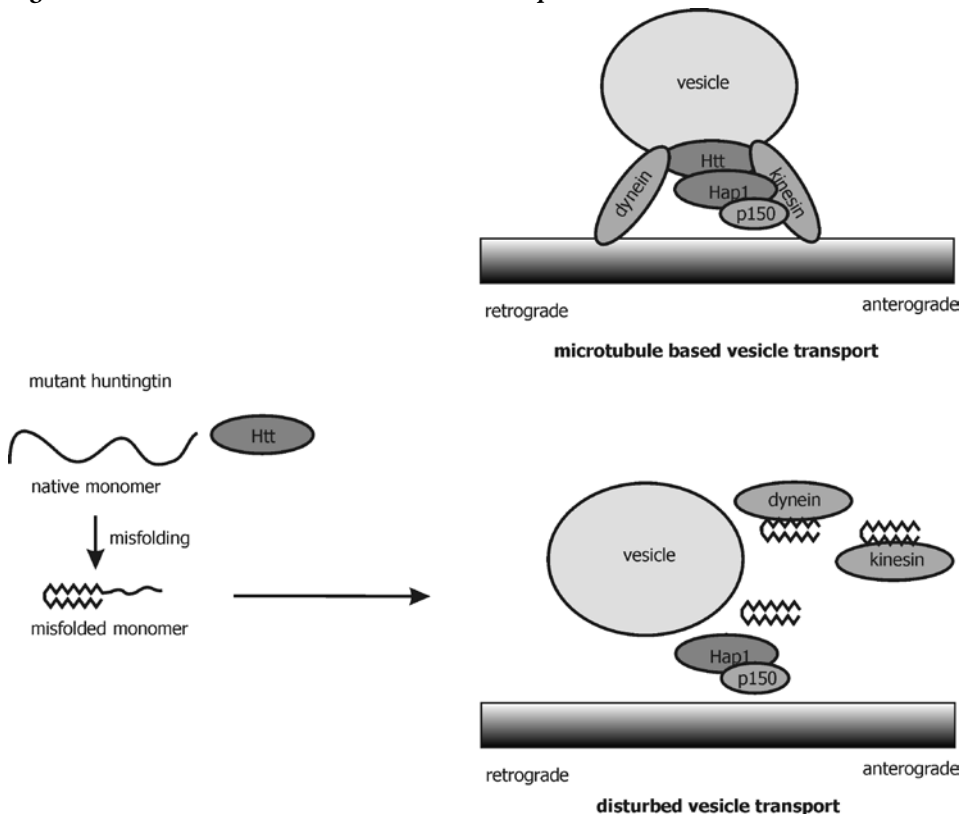 vesicle
Htt
dynein
kinesin
Hap1
p150
retrograde
anterograde
microtubule based vesicle transport
mutant huntingtin
Htt
native monomer
misfolding
misfolded monomer
dynein
vesicle
kinesin
Hap1
p150
retrograde
anterograde
disturbed vesicle transport